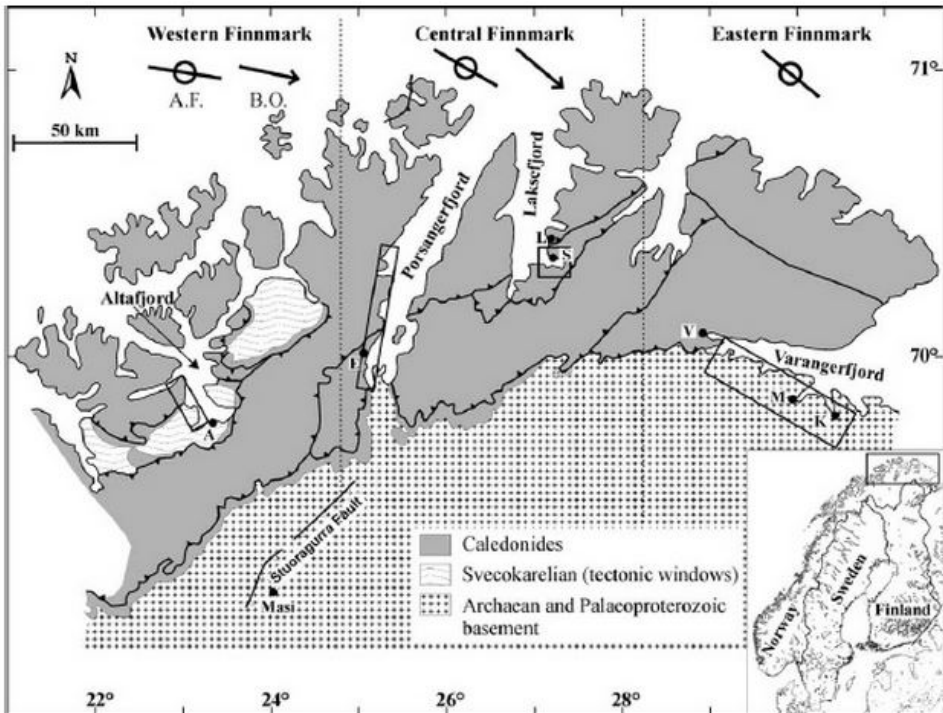 Western Finnmark
Central Finnmark
Eastern Finnmark
A.F.
B.O.
71°
50 km
Porsangerfjord
Laksefjord
L
S
Altafjord
E
V
70°
Varangerfjord
M
K
A
Stuoragurra Fault
Masi
Caledonides
Svecokarelian (tectonic windows)
Archaean and Palaeoproterozoic
basement
Norway
Sweden
Finland
22°
24°
26°
28°
N